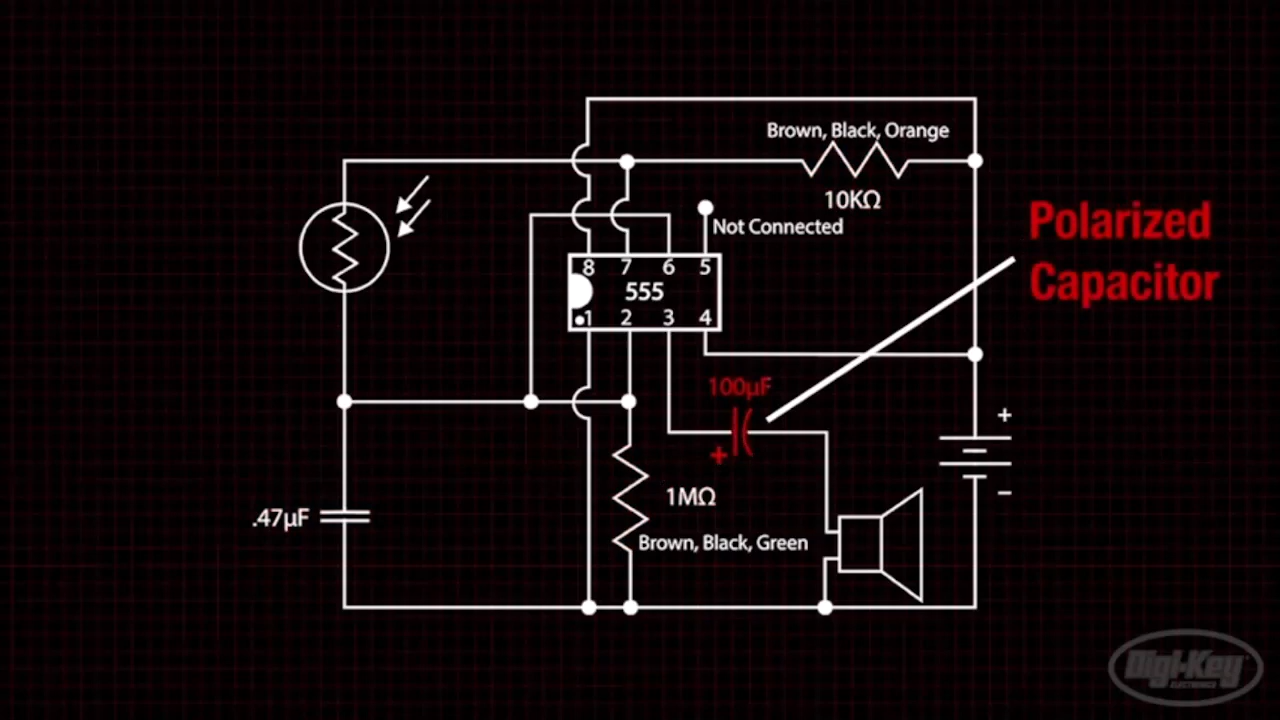 Brown, Black, Orange
10KΩ
Not Connected
Polarized
Capacitor
8 7 6 5
555
1 2 3 4
100µF
+
+
−
1MΩ
.47µF
Brown, Black, Green
Digi-Key
ELECTRONICS